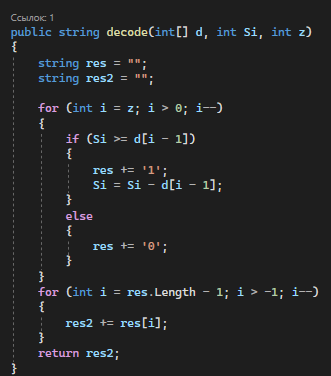 Ссылок: 1
public string decode(int[] d, int Si, int z)
{
    string res = "";
    string res2 = "";

    for (int i = z; i > 0; i--)
    {
        if (Si >= d[i - 1])
        {
            res += '1';
            Si = Si - d[i - 1];
        }
        else
        {
            res += '0';
        }
    }
    for (int i = res.Length - 1; i > -1; i--)
    {
        res2 += res[i];
    }
    return res2;
}